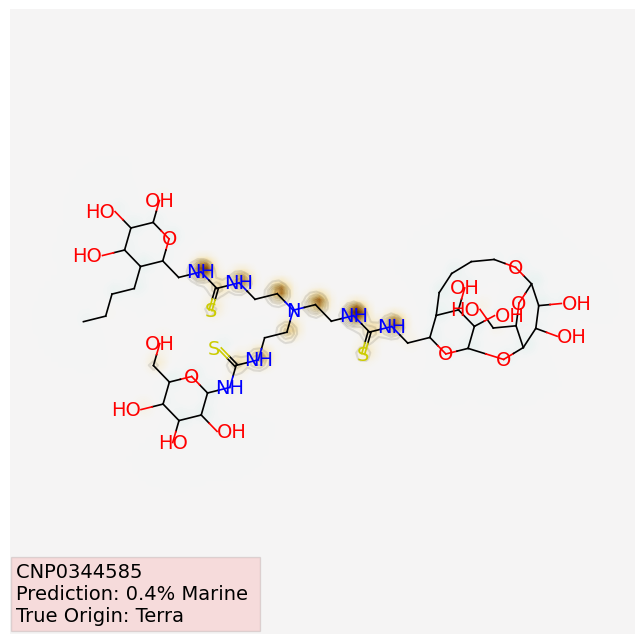 HO OH
O
HO
NH
NH
S
N
O
OH
O OH
HO OH
NH
NH
OH
S
O
O
S
NH
OH
O
NH
HO
OH
HO
CNP0344585
Prediction: 0.4% Marine
True Origin: Terra